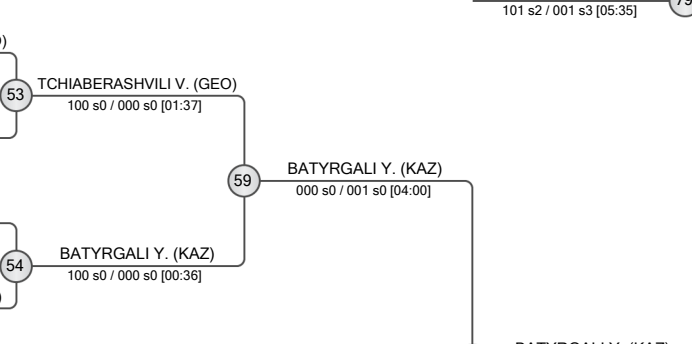 101 s2 / 001 s3 [05:35]
53
TCHIABERASHVILI V. (GEO)
100 s0 / 000 s0 [01:37]
59
BATYRGALI Y. (KAZ)
000 s0 / 001 s0 [04:00]
54
BATYRGALI Y. (KAZ)
100 s0 / 000 s0 [00:36]